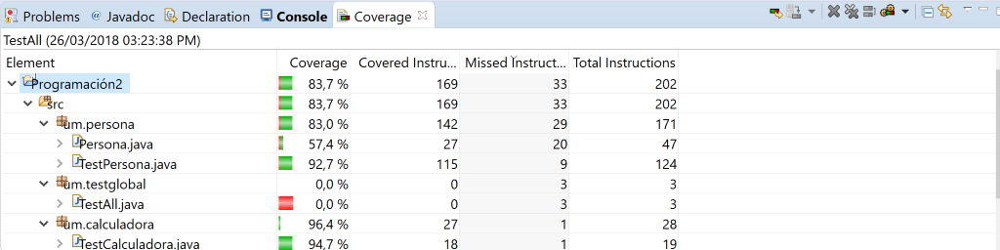 Problems @ Javadoc Declaration Console Coverage
TestAll (26/03/2018 03:23:38 PM)
Element Coverage Covered Instru... Missed Instruct... Total Instructions
Programación2 83,7 % 169 33 202
src 83,7 % 169 33 202
um.persona 83,0 % 142 29 171
Persona.java 57,4 % 27 20 47
TestPersona.java 92,7 % 115 9 124
um.testglobal 0,0 % 0 3 3
TestAll.java 0,0 % 0 3 3
um.calculadora 96,4 % 27 1 28
TestCalculadora.java 94,7 % 18 1 19